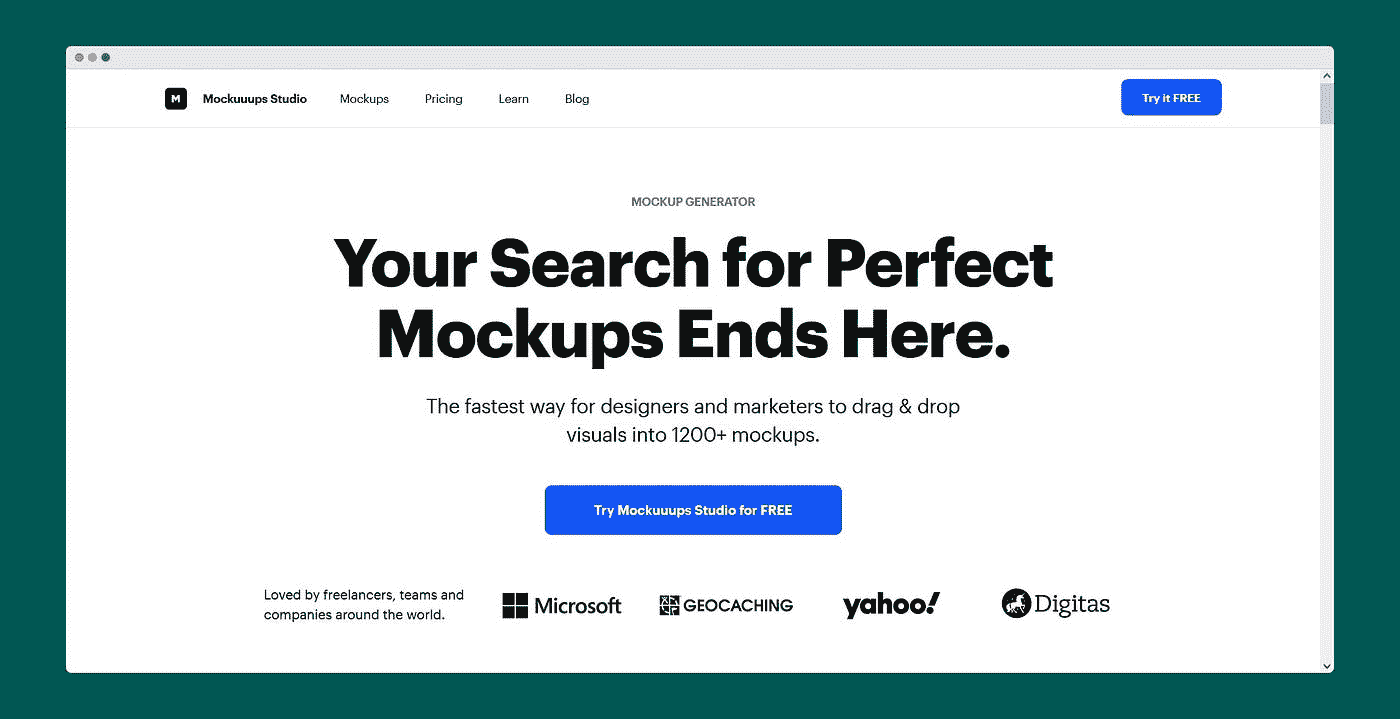 M
Mockuuups Studio
Mockups
Pricing
Learn
Blog
Try it FREE
MOCKUP GENERATOR
Your Search for Perfect
Mockups Ends Here.
The fastest way for designers and marketers to drag & drop
visuals into 1200+ mockups.
Try Mockuuups Studio for FREE
Loved by freelancers, teams and
companies around the world.
Microsoft
GEOCACHING
yahoo!
Digitas